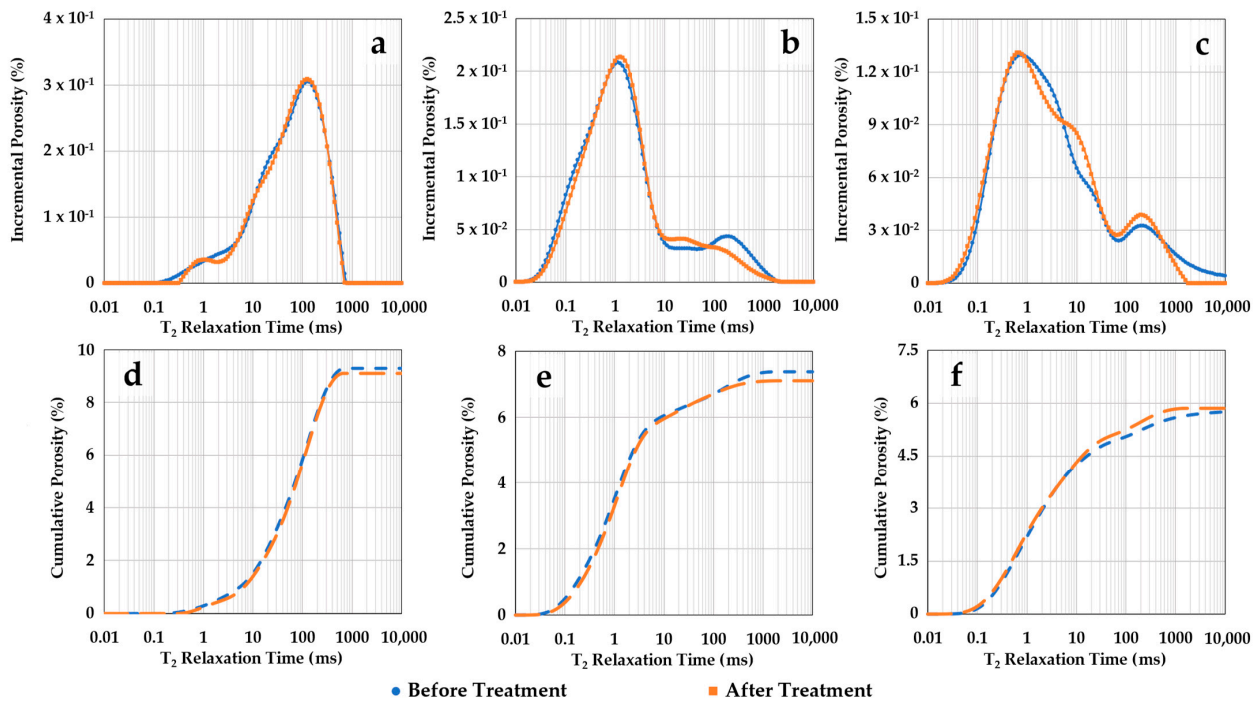 a
Incremental Porosity (%)
4 x 10⁻¹
3 x 10⁻¹
2 x 10⁻¹
1 x 10⁻¹
0
0.01 0.1 1 10 100 1000 10,000
T₂ Relaxation Time (ms)
b
Incremental Porosity (%)
2.5 x 10⁻¹
2 x 10⁻¹
1.5 x 10⁻¹
1 x 10⁻¹
5 x 10⁻²
0
0.01 0.1 1 10 100 1000 10,000
T₂ Relaxation Time (ms)
c
Incremental Porosity (%)
1.5 x 10⁻¹
1.2 x 10⁻¹
9 x 10⁻²
6 x 10⁻²
3 x 10⁻²
0
0.01 0.1 1 10 100 1000 10,000
T₂ Relaxation Time (ms)
d
Cumulative Porosity (%)
10
8
6
4
2
0
0.01 0.1 1 10 100 1000 10,000
T₂ Relaxation Time (ms)
e
Cumulative Porosity (%)
8
6
4
2
0
0.01 0.1 1 10 100 1000 10,000
T₂ Relaxation Time (ms)
f
Cumulative Porosity (%)
7.5
6
4.5
3
1.5
0
0.01 0.1 1 10 100 1000 10,000
T₂ Relaxation Time (ms)
Before Treatment
After Treatment